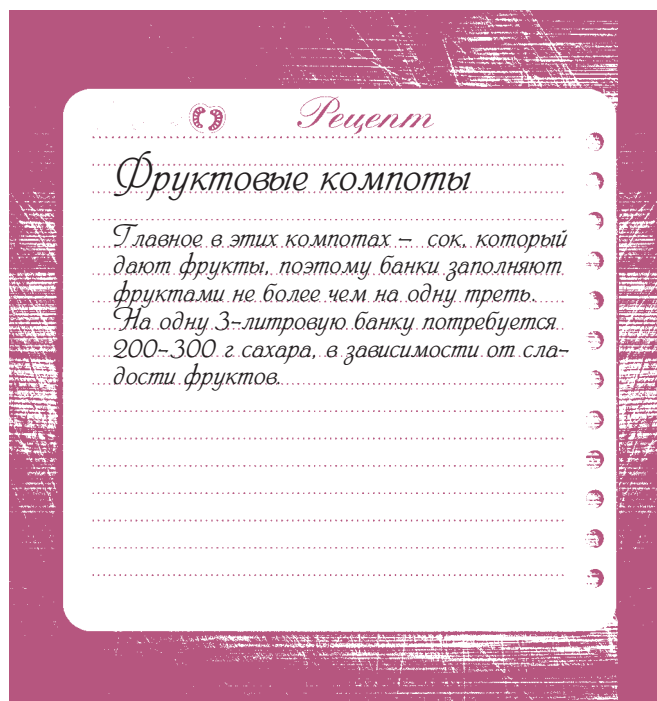 Рецепт
Фруктовые компоты
Главное в этих компотах – сок, который
дают фрукты, поэтому банки заполняют
фруктами не более чем на одну треть.
На одну 3-литровую банку потребуется
200-300 г сахара, в зависимости от сла-
дости фруктов.